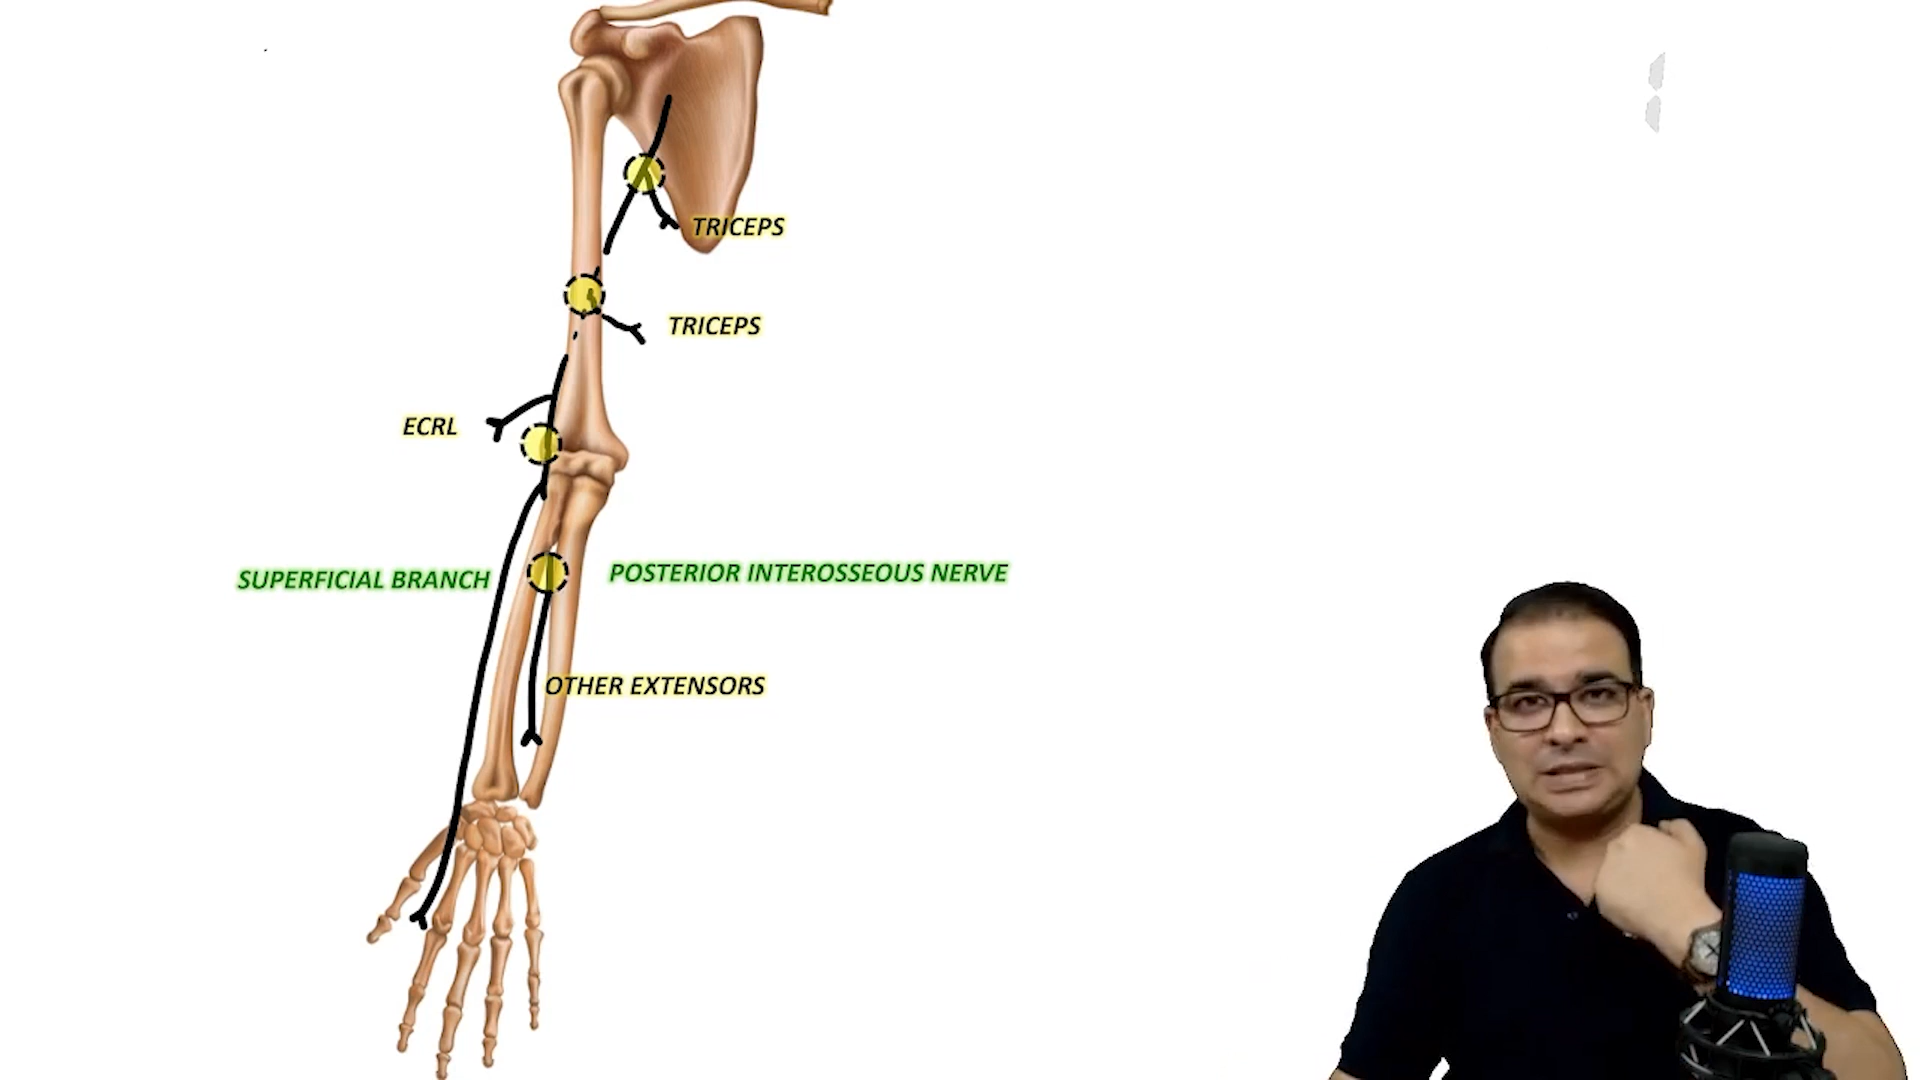 TRICEPS
TRICEPS
ECRL
SUPERFICIAL BRANCH
POSTERIOR INTEROSSEOUS NERVE
OTHER EXTENSORS